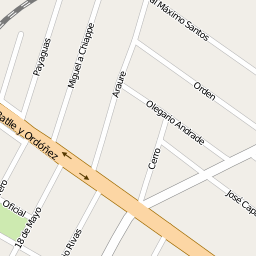 al Máximo Santos
Payaguas
Miguel a Chiappe
Araure
Orden
Olegario Andrade
Batlle y Ordóñez
Cerro
José Capa
Oficial
18 de Mayo
Rivas